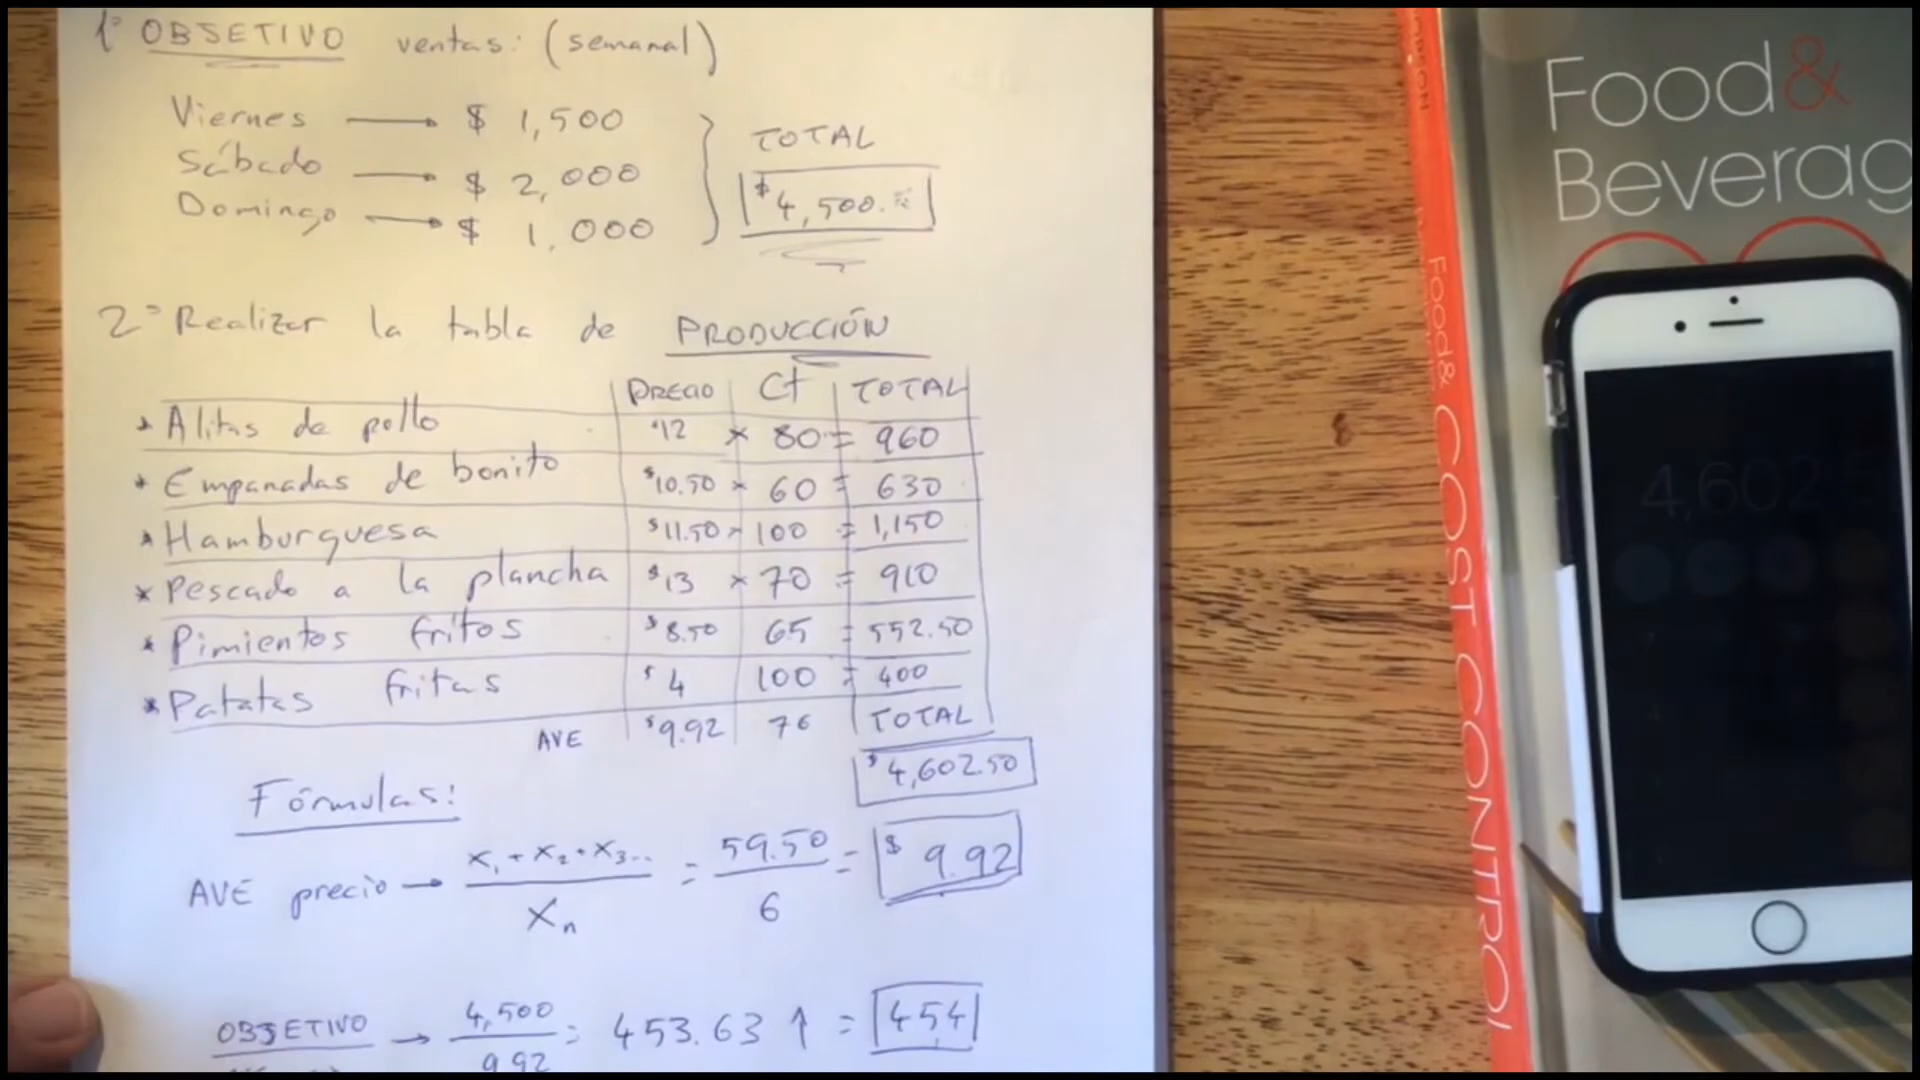 1º OBSETIVO ventas: (semanal)
Viernes → $ 1,500
Sábado → $ 2,000
Domingo → $ 1,000
TOTAL
$4,500.
2º Realizar la tabla de PRODUCCIÓN
PRECIO Ct TOTAL
* Alitas de pollo $12 × 80 = 960
* Empanadas de bonito $10.50 × 60 = 630
* Hamburguesa $11.50 × 100 = 1,150
* Pescado a la plancha $13 × 70 = 910
* Pimientos fritos $8.50 65 = 552.50
* Patatas fritas $4 100 = 400
AVE $9.92 76 TOTAL
$4,602.50
Fórmulas:
AVE precio → x₁ + x₂ + x₃.. / Xₙ = 59.50 / 6 = $ 9.92
OBJETIVO → 4,500 / 9.92 = 453.63 ↑ = 454
Food &
Beverag
Food & COST CONTROL
4,602.5